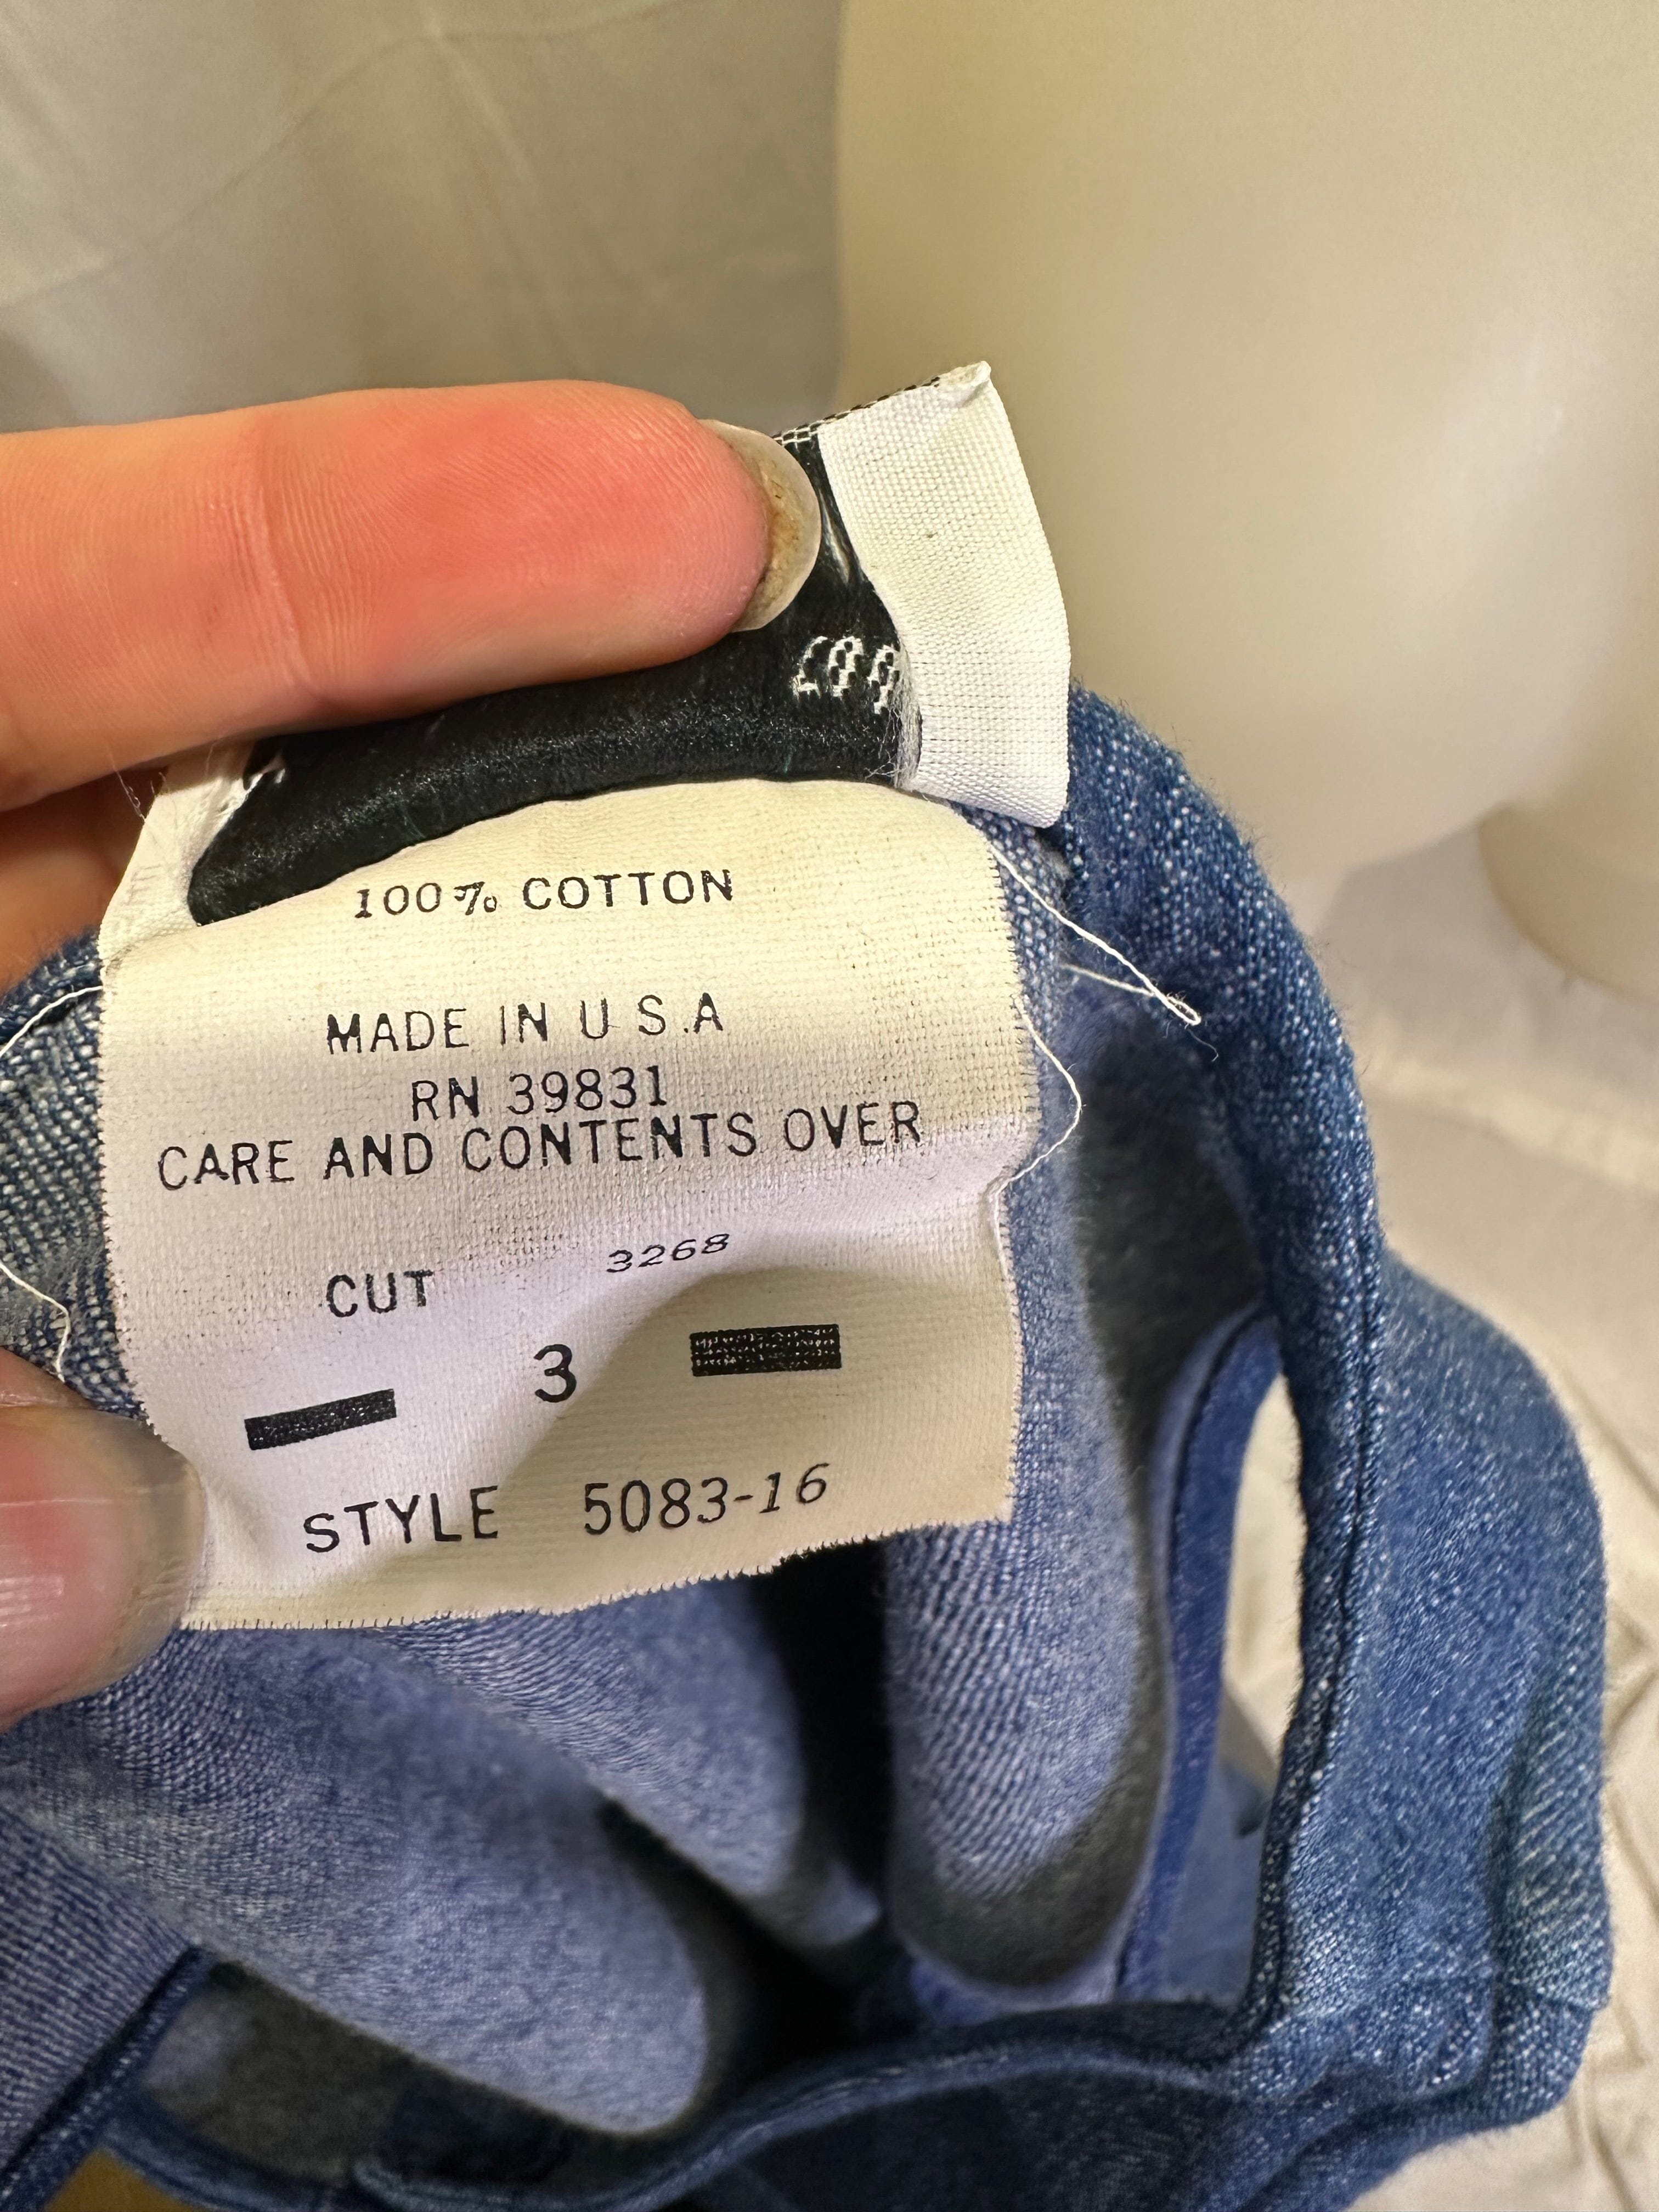 100% COTTON
MADE IN U S.A
RN 39831
CARE AND CONTENTS OVER
CUT 3268
3
STYLE 5083-16